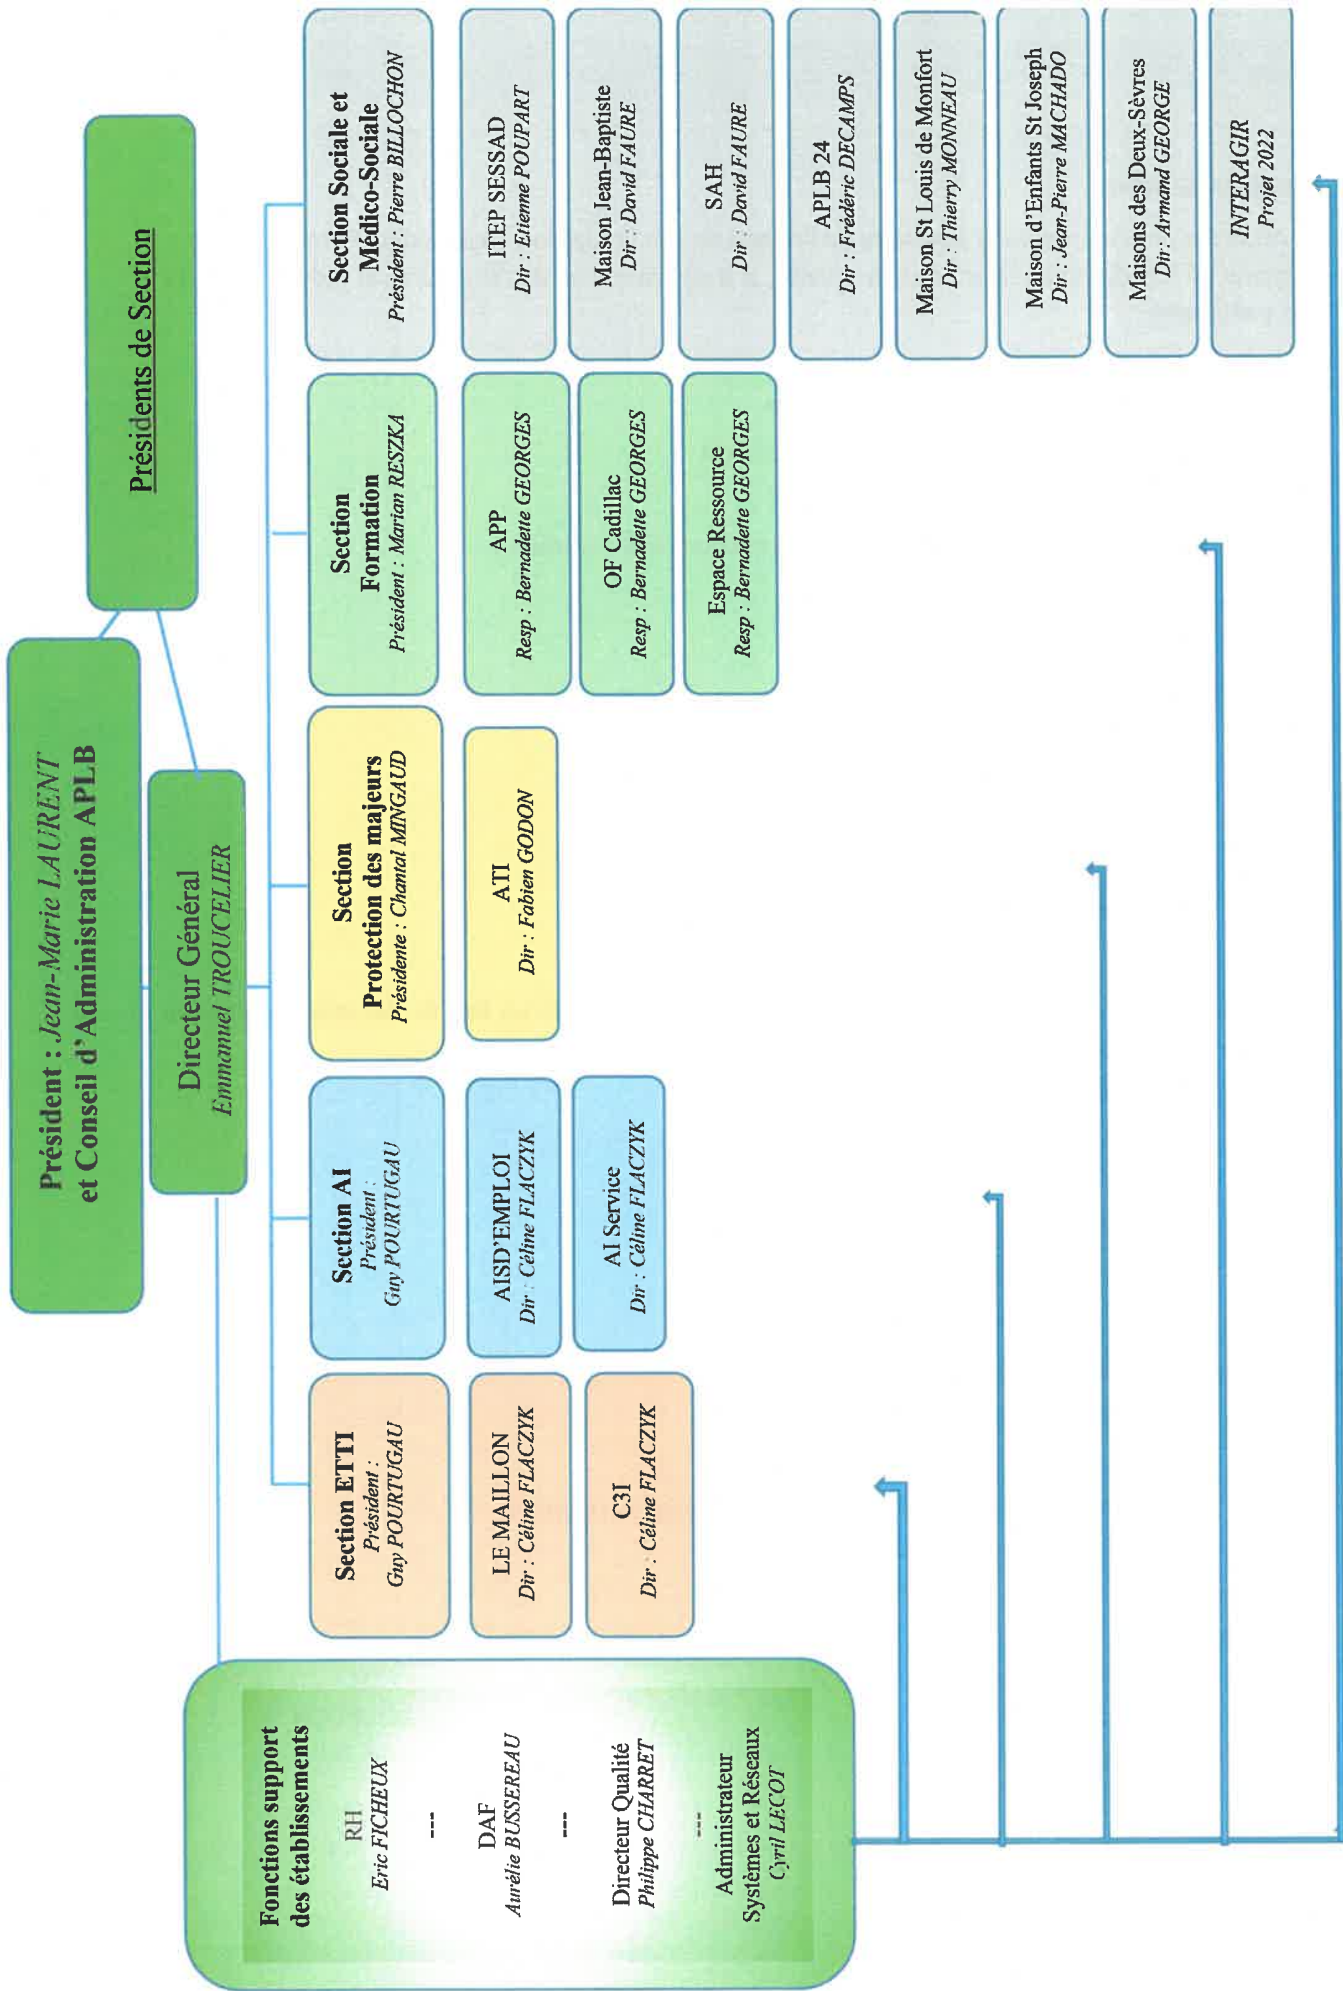 Président : Jean-Marie LAURENT
et Conseil d'Administration APLB
Présidents de Section
Directeur Général
Emmanuel TROUCELIER
Fonctions support
des établissements
RH
Eric FICHEUX
---
DAF
Aurélie BUSSEREAU
---
Directeur Qualité
Philippe CHARRET
---
Administrateur
Systèmes et Réseaux
Cyril LECOT
Section ETTI
Président :
Guy POURTUGAU
LE MAILLON
Dir : Céline FLACZYK
C3I
Dir : Céline FLACZYK
Section AI
Président :
Guy POURTUGAU
AISD'EMPLOI
Dir : Céline FLACZYK
AI Service
Dir : Céline FLACZYK
Section
Protection des majeurs
Présidente : Chantal MINGAUD
ATI
Dir : Fabien GODON
Section
Formation
Président : Marian RESZKA
APP
Resp : Bernadette GEORGES
OF Cadillac
Resp : Bernadette GEORGES
Espace Ressource
Resp : Bernadette GEORGES
Section Sociale et
Médico-Sociale
Président : Pierre BILLOCHON
ITEP SESSAD
Dir : Etienne POUPART
Maison Jean-Baptiste
Dir : David FAURE
SAH
Dir : David FAURE
APLB 24
Dir : Frédéric DECAMPS
Maison St Louis de Monfort
Dir : Thierry MONNEAU
Maison d'Enfants St Joseph
Dir : Jean-Pierre MACHADO
Maisons des Deux-Sèvres
Dir: Armand GEORGE
INTERAGIR
Projet 2022